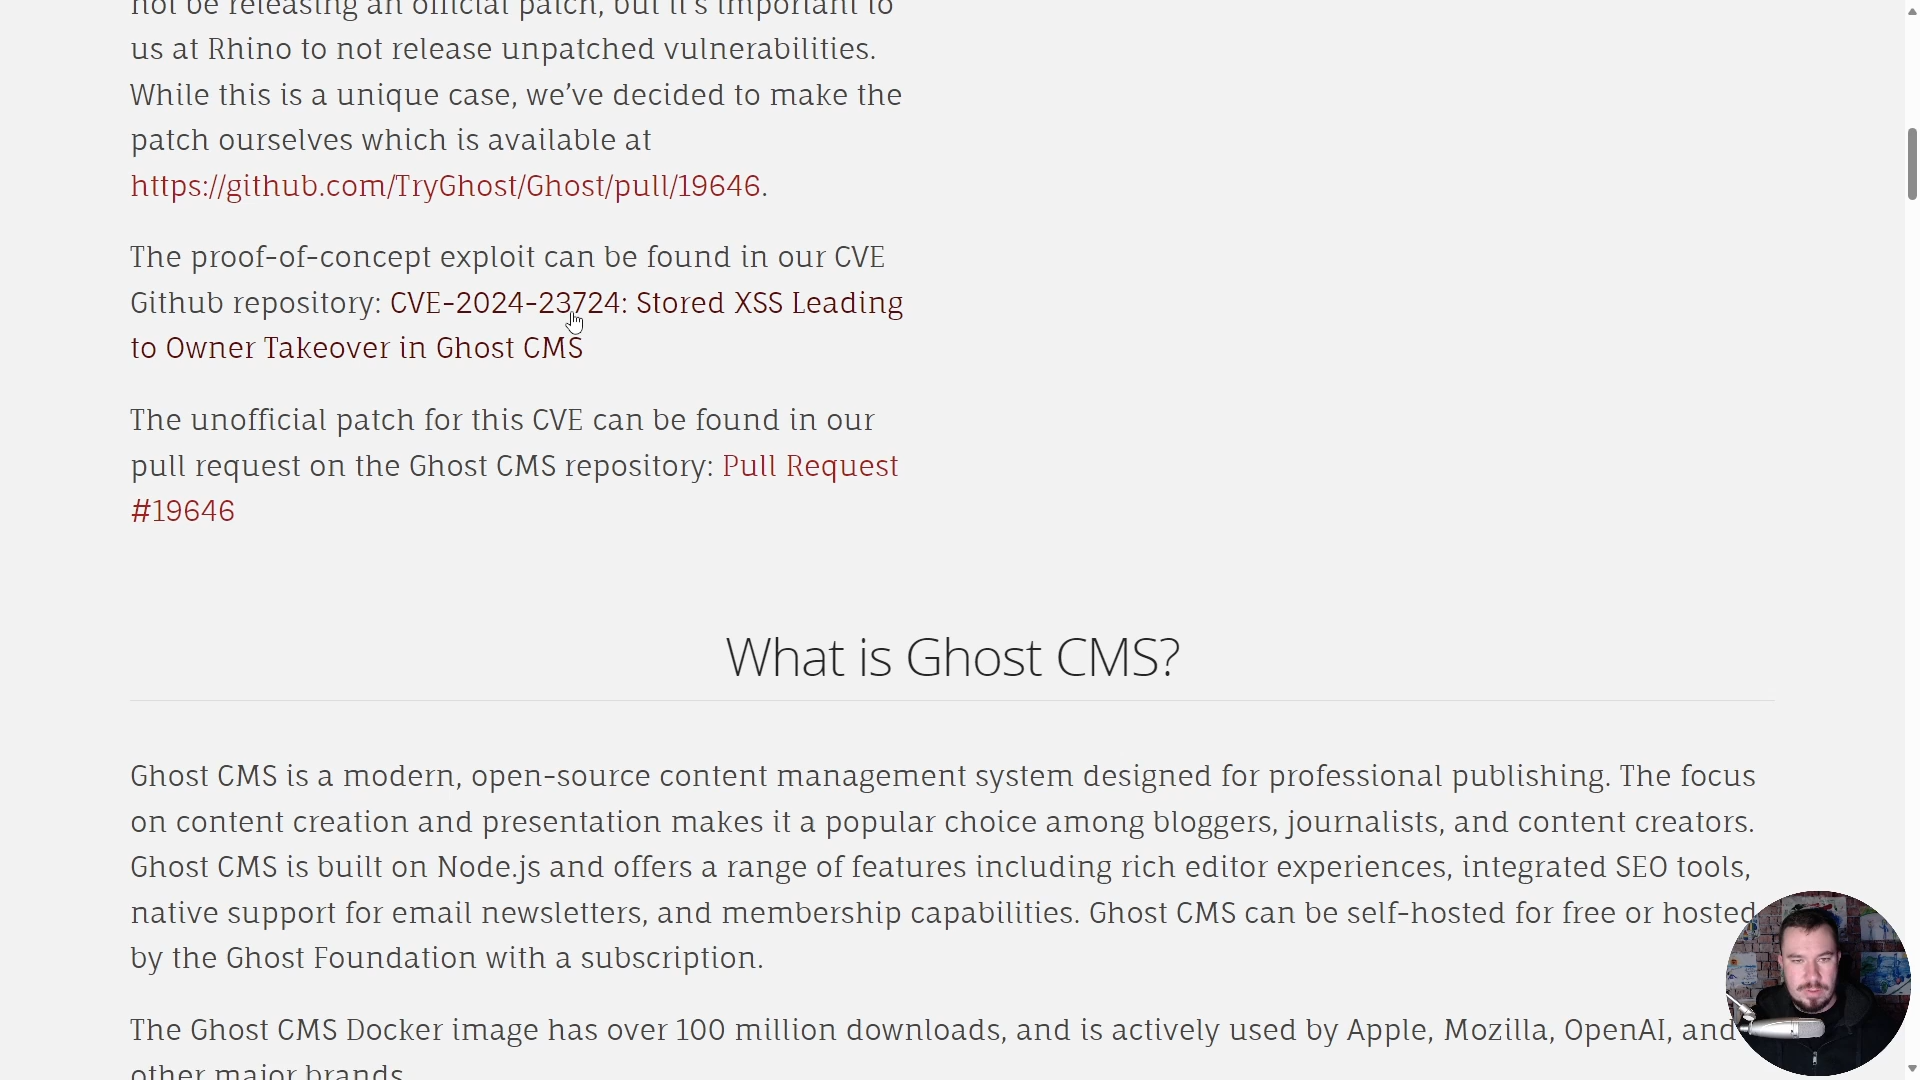 not be releasing an official patch, but it's important to
us at Rhino to not release unpatched vulnerabilities.
While this is a unique case, we’ve decided to make the
patch ourselves which is available at
https://github.com/TryGhost/Ghost/pull/19646.
The proof-of-concept exploit can be found in our CVE
Github repository: CVE-2024-23724: Stored XSS Leading
to Owner Takeover in Ghost CMS
The unofficial patch for this CVE can be found in our
pull request on the Ghost CMS repository: Pull Request
#19646
What is Ghost CMS?
Ghost CMS is a modern, open-source content management system designed for professional publishing. The focus
on content creation and presentation makes it a popular choice among bloggers, journalists, and content creators.
Ghost CMS is built on Node.js and offers a range of features including rich editor experiences, integrated SEO tools,
native support for email newsletters, and membership capabilities. Ghost CMS can be self-hosted for free or hosted
by the Ghost Foundation with a subscription.
The Ghost CMS Docker image has over 100 million downloads, and is actively used by Apple, Mozilla, OpenAI, and
other major brands.